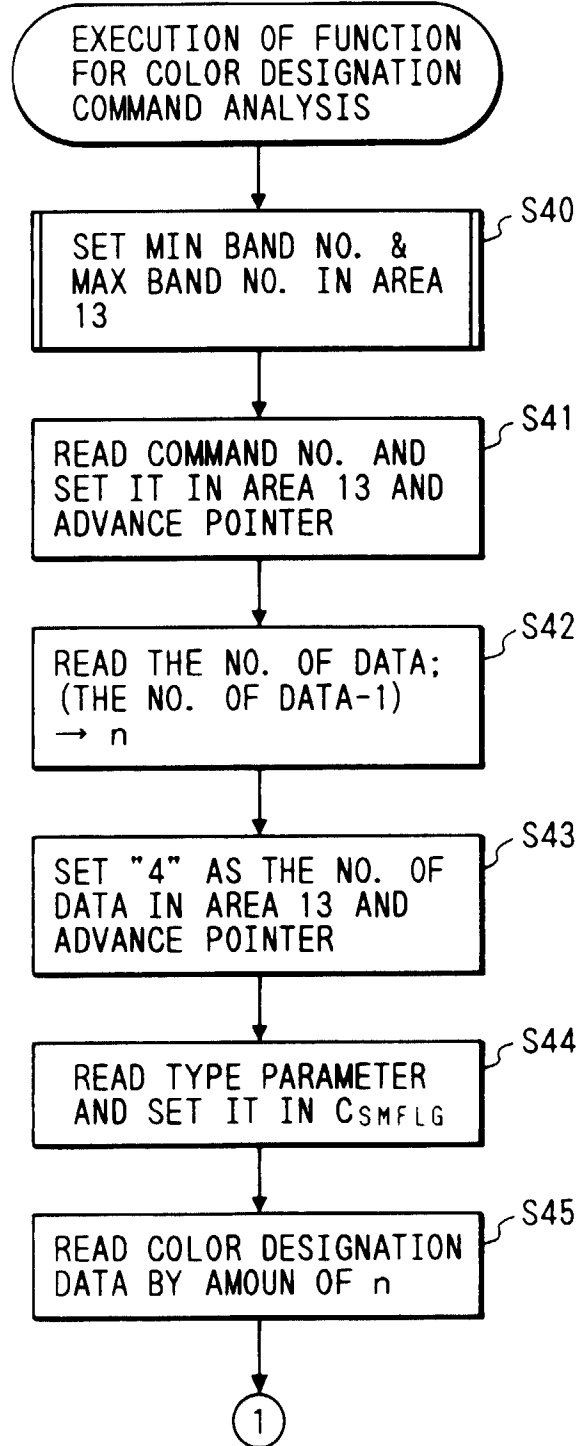 EXECUTION OF FUNCTION
FOR COLOR DESIGNATION
COMMAND ANALYSIS
S40
SET MIN BAND NO. &
MAX BAND NO. IN AREA
13
S41
READ COMMAND NO. AND
SET IT IN AREA 13 AND
ADVANCE POINTER
S42
READ THE NO. OF DATA;
(THE NO. OF DATA-1)
→ n
S43
SET "4" AS THE NO. OF
DATA IN AREA 13 AND
ADVANCE POINTER
S44
READ TYPE PARAMETER
AND SET IT IN CSMFLG
S45
READ COLOR DESIGNATION
DATA BY AMOUN OF n
1